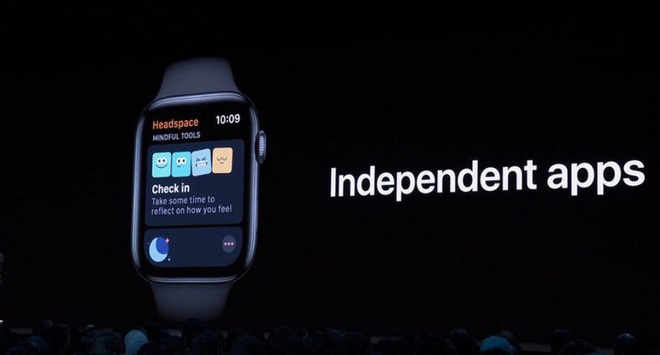 Headspace
10:09
MINDFUL TOOLS
Check in
Take some time to
reflect on how you feel
Independent apps